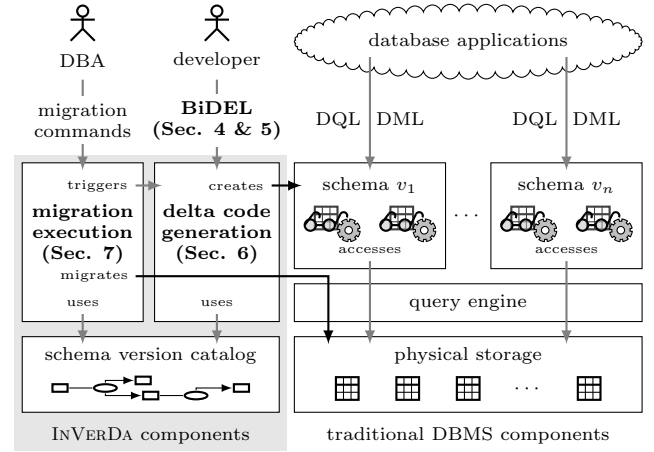 database applications
DBA
developer
migration
commands
BiDEL
(Sec. 4 & 5)
DQL DML
DQL DML
triggers
creates
schema v1
schema vn
migration
execution
(Sec. 7)
delta code
generation
(Sec. 6)
...
accesses
accesses
migrates
uses
uses
query engine
schema version catalog
physical storage
...
INVERDA components
traditional DBMS components